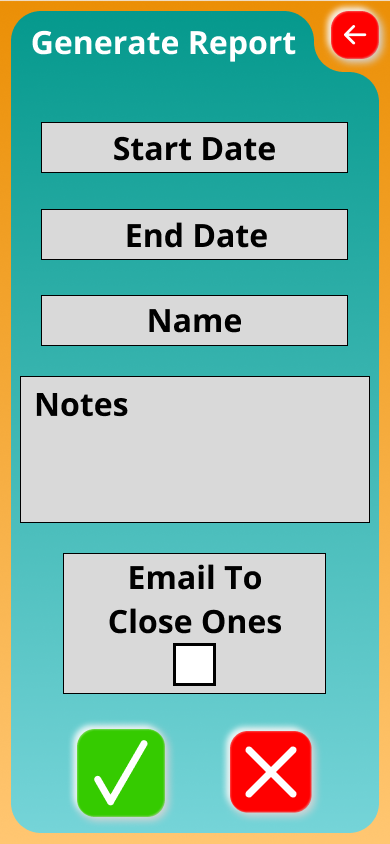 Generate Report
Start Date
End Date
Name
Notes
Email To
Close Ones